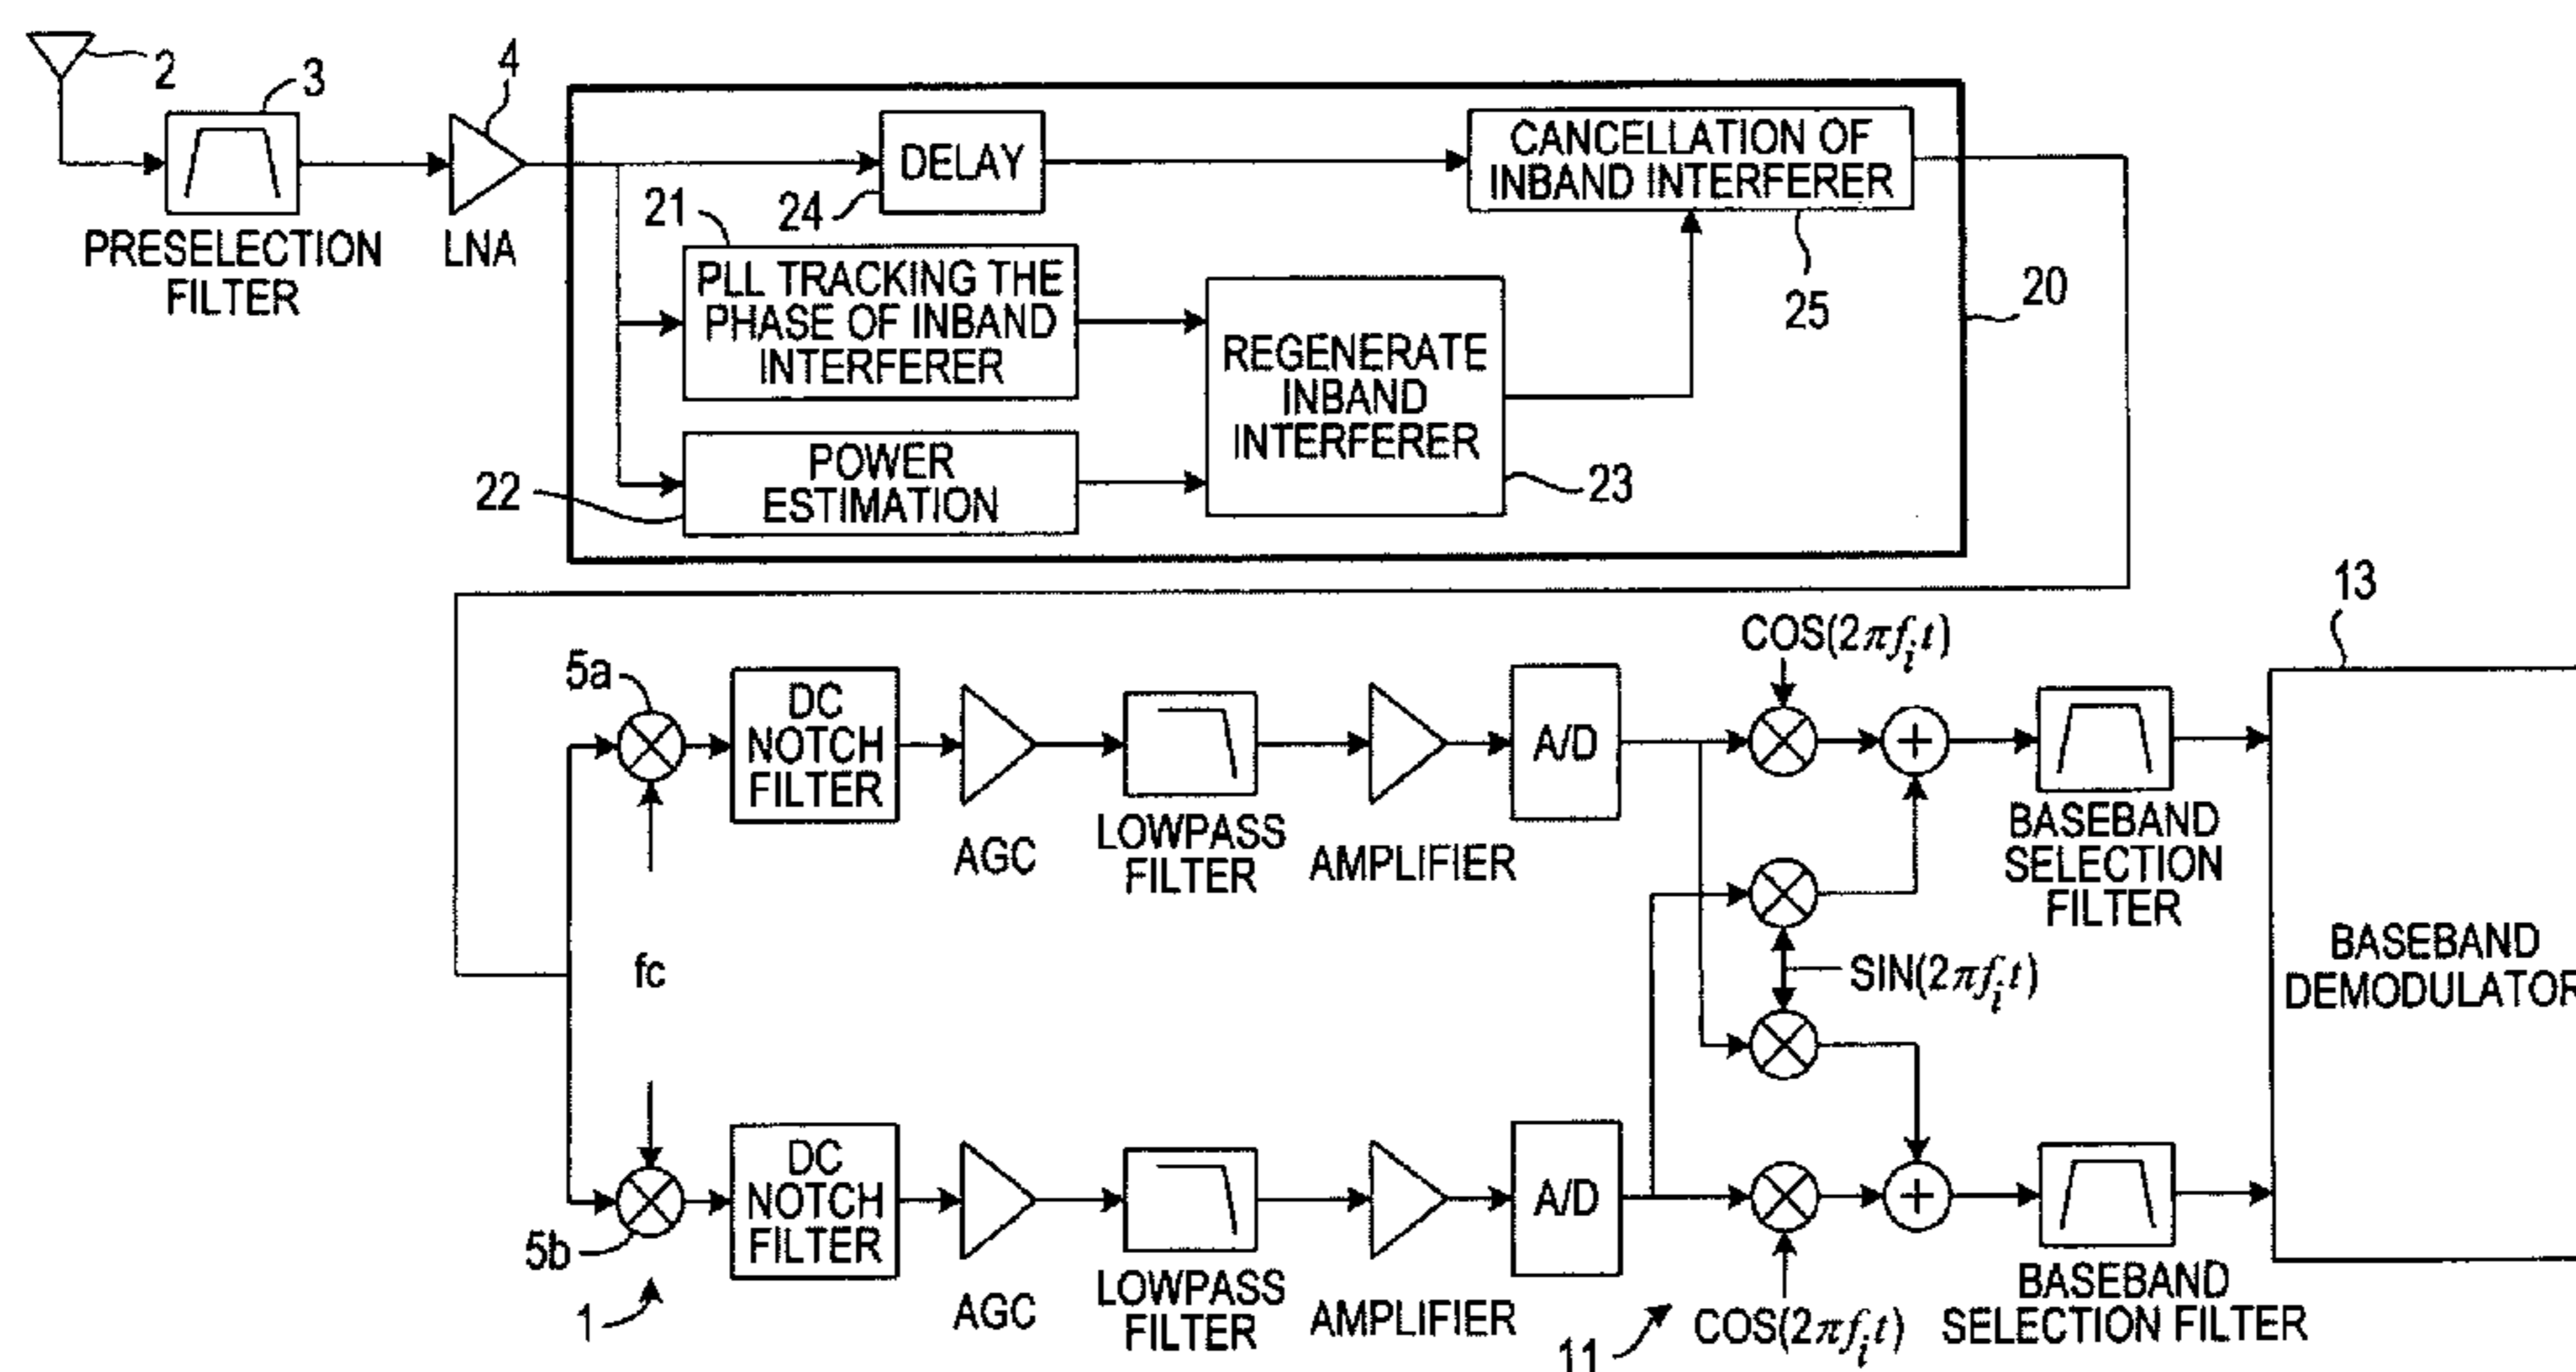 2
3
4
PRESELECTION
FILTER
LNA
24
DELAY
CANCELLATION OF
INBAND INTERFERER
25
20
21
PLL TRACKING THE
PHASE OF INBAND
INTERFERER
REGENERATE
INBAND
INTERFERER
23
22
POWER
ESTIMATION
13
COS(2πfᵢt)
5a
DC
NOTCH
FILTER
AGC
LOWPASS
FILTER
AMPLIFIER
A/D
BASEBAND
SELECTION
FILTER
fc
SIN(2πfᵢt)
BASEBAND
DEMODULATOR
5b
1
DC
NOTCH
FILTER
AGC
LOWPASS
FILTER
AMPLIFIER
A/D
11
COS(2πfᵢt)
BASEBAND
SELECTION FILTER